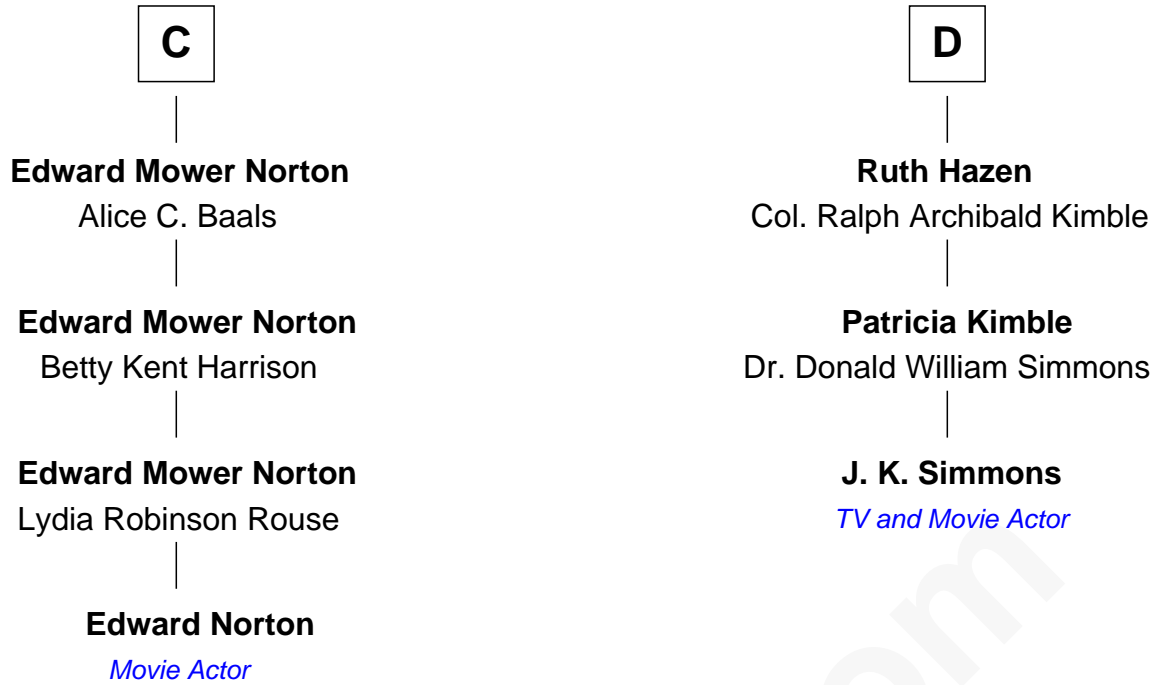 C
Edward Mower Norton
Alice C. Baals
Edward Mower Norton
Betty Kent Harrison
Edward Mower Norton
Lydia Robinson Rouse
Edward Norton
Movie Actor
D
Ruth Hazen
Col. Ralph Archibald Kimble
Patricia Kimble
Dr. Donald William Simmons
J. K. Simmons
TV and Movie Actor
om